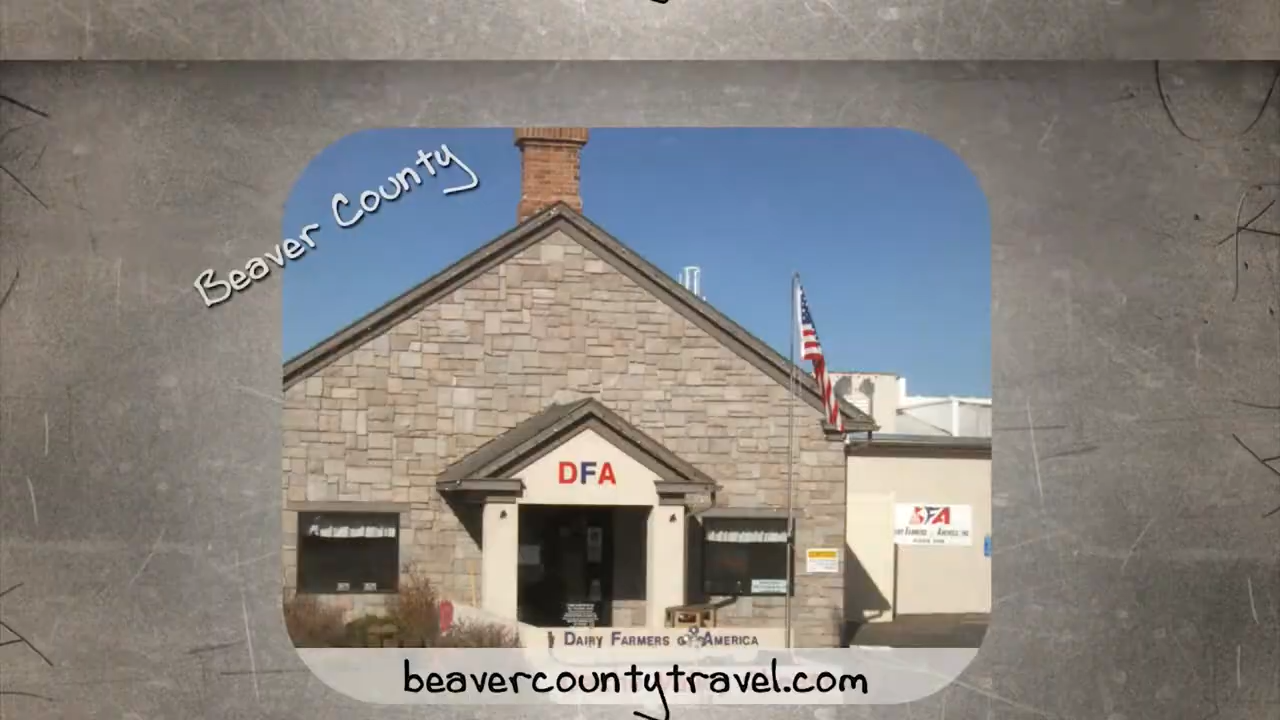 Beaver County
DFA
DFA
DAIRY FARMERS OF AMERICA
beavercountytravel.com